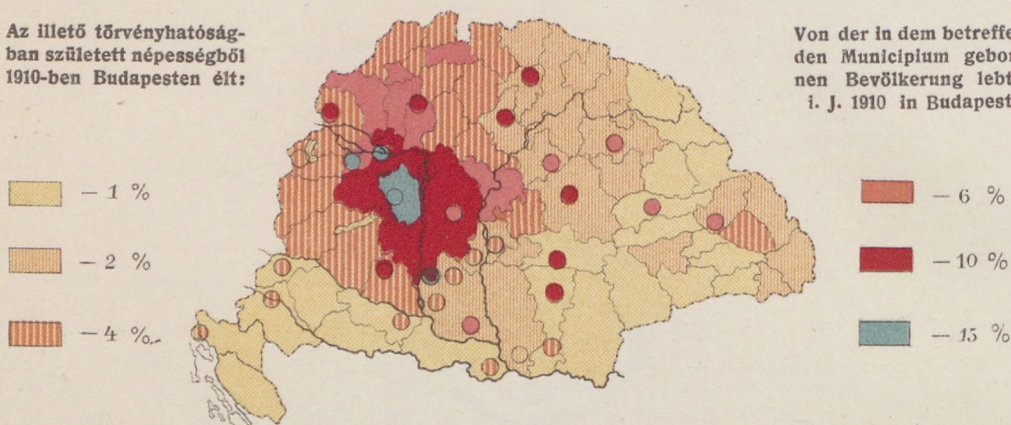 Az illető törvényhatóság-
ban született népességből
1910-ben Budapesten élt:
Von der in dem betreffe
den Municipium gebor
nen Bevölkerung lebt
i. J. 1910 in Budapest
– 1 %
– 2 %
– 4 %
– 6 %
– 10 %
– 15 %